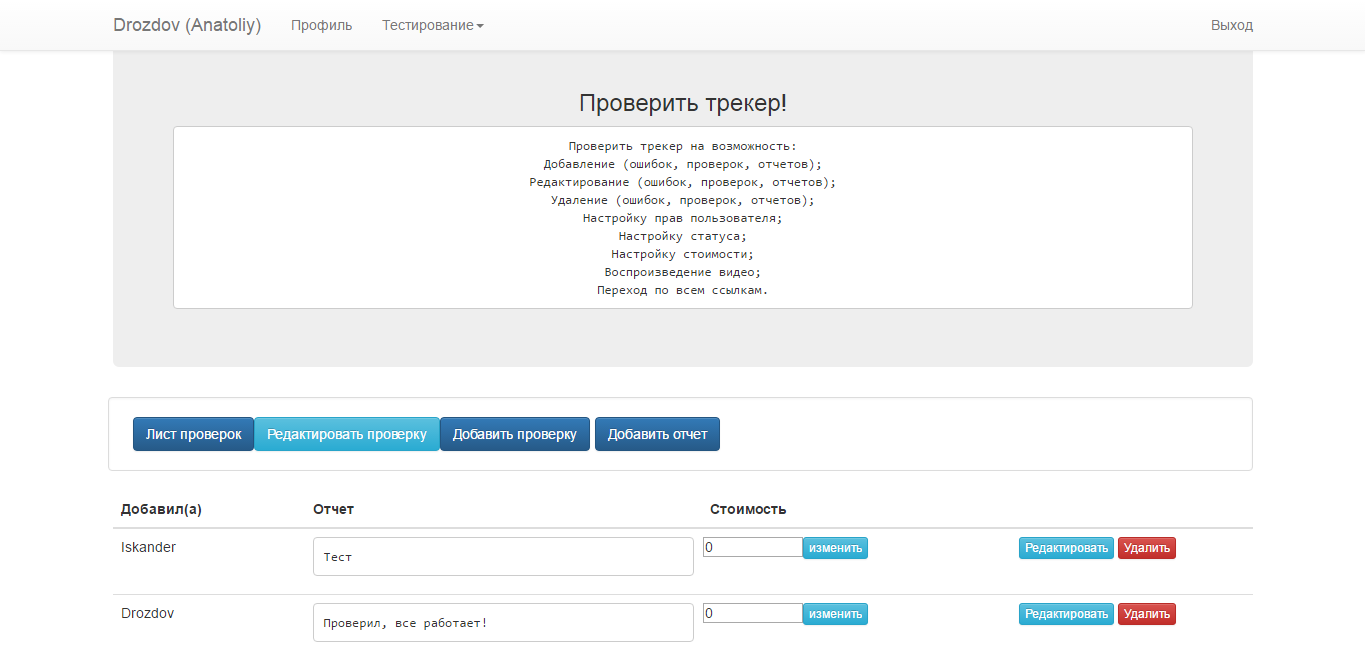 Drozdov (Anatoliy) Профиль Тестирование Выход
Проверить трекер!
Проверить трекер на возможность:
Добавление (ошибок, проверок, отчетов);
Редактирование (ошибок, проверок, отчетов);
Удаление (ошибок, проверок, отчетов);
Настройку прав пользователя;
Настройку статуса;
Настройку стоимости;
Воспроизведение видео;
Переход по всем ссылкам.
Лист проверок Редактировать проверку Добавить проверку Добавить отчет
Добавил(а) Отчет Стоимость
Iskander Тест 0 изменить Редактировать Удалить
Drozdov Проверил, все работает! 0 изменить Редактировать Удалить